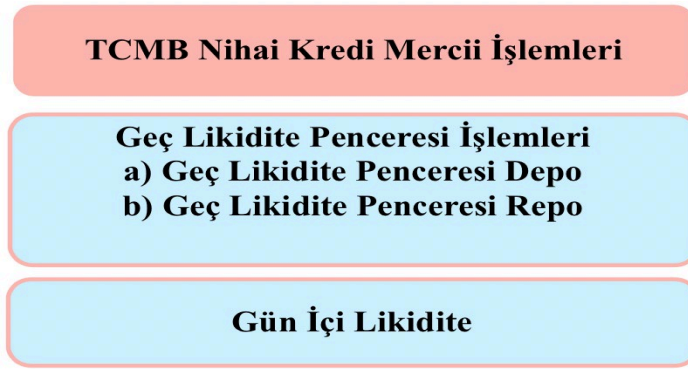 TCMB Nihai Kredi Mercii İşlemleri
Geç Likidite Penceresi İşlemleri
a) Geç Likidite Penceresi Depo
b) Geç Likidite Penceresi Repo
Gün İçi Likidite